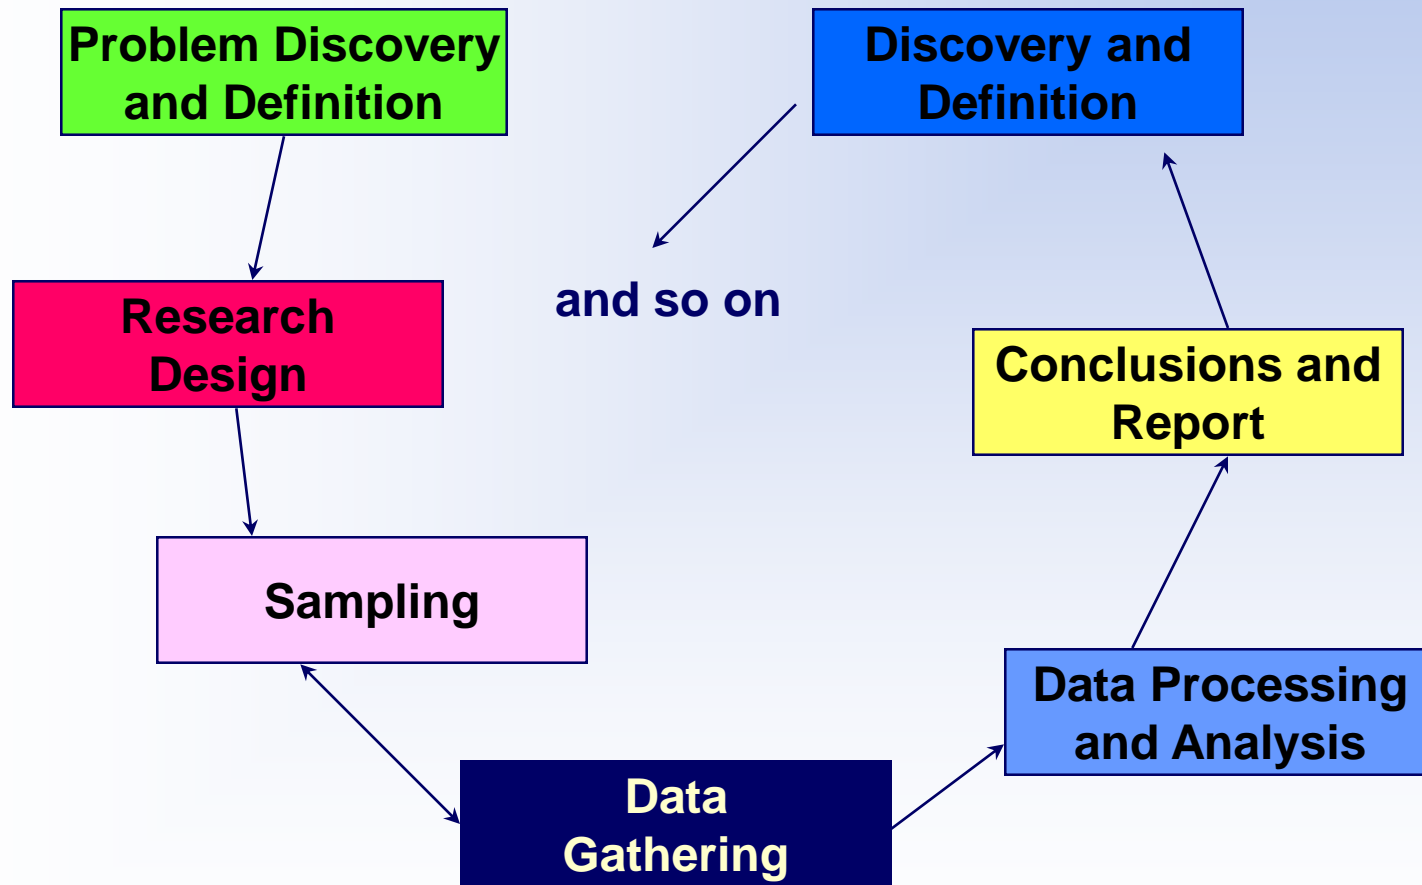 Problem Discovery
and Definition
Discovery and
Definition
and so on
Research
Design
Conclusions and
Report
Sampling
Data Processing
and Analysis
Data
Gathering